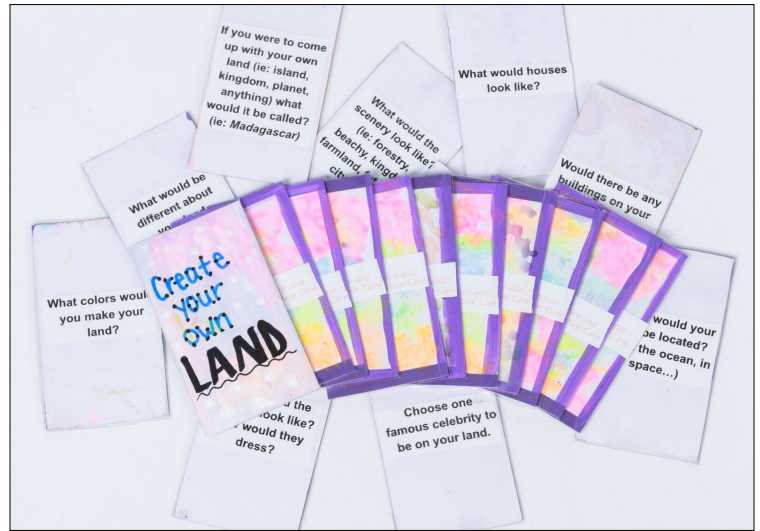 If you were to come
up with your own
land (ie: island,
kingdom, planet,
anything) what
would it be called?
(ie: Madagascar)
What would the
scenery look like?
(ie: forestry,
beachy,
farmland,
What would houses
look like?
Would there be any
buildings on your
What would be
different about
What colors would
you make your
land?
Create
your
own
LAND
would your
be located?
the ocean, in
space...)
the
look like?
would they
dress?
Choose one
famous celebrity to
be on your land.